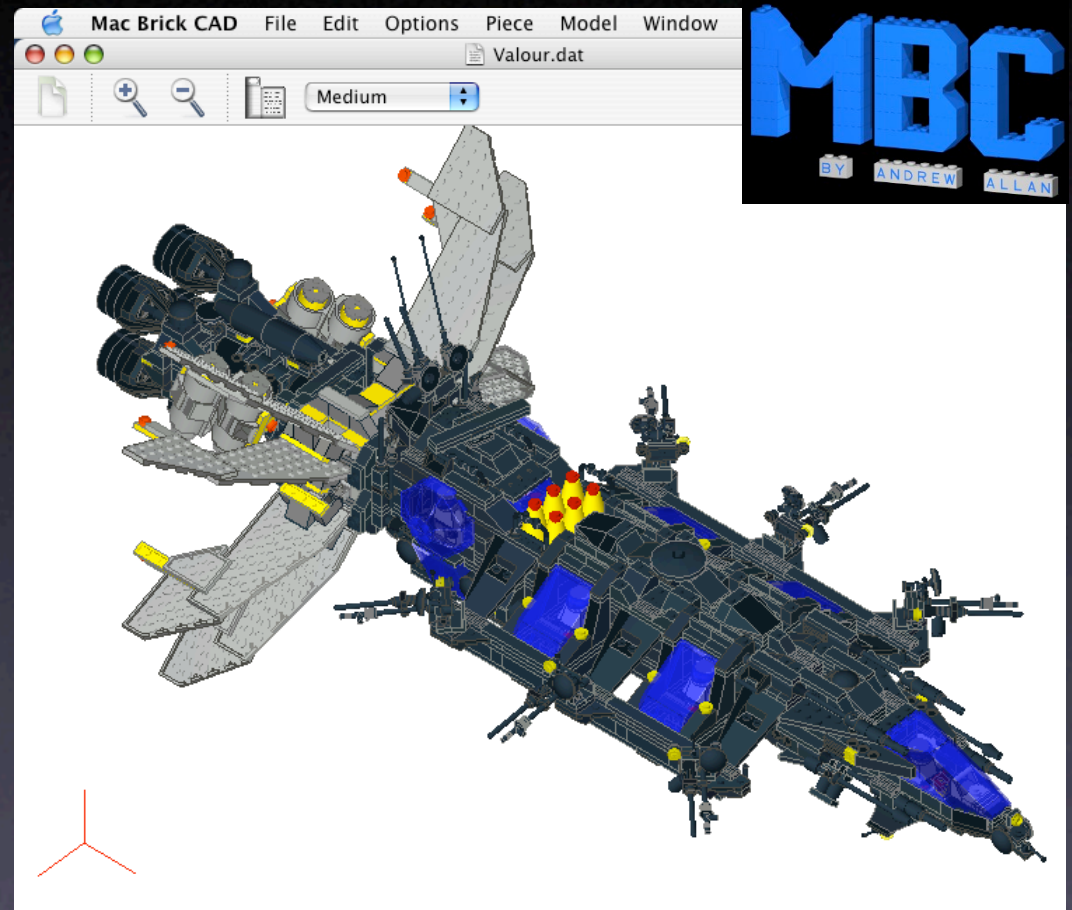 Mac Brick CAD File Edit Options Piece Model Window
Valour.dat
Medium
MBC
BY ANDREW ALLAN